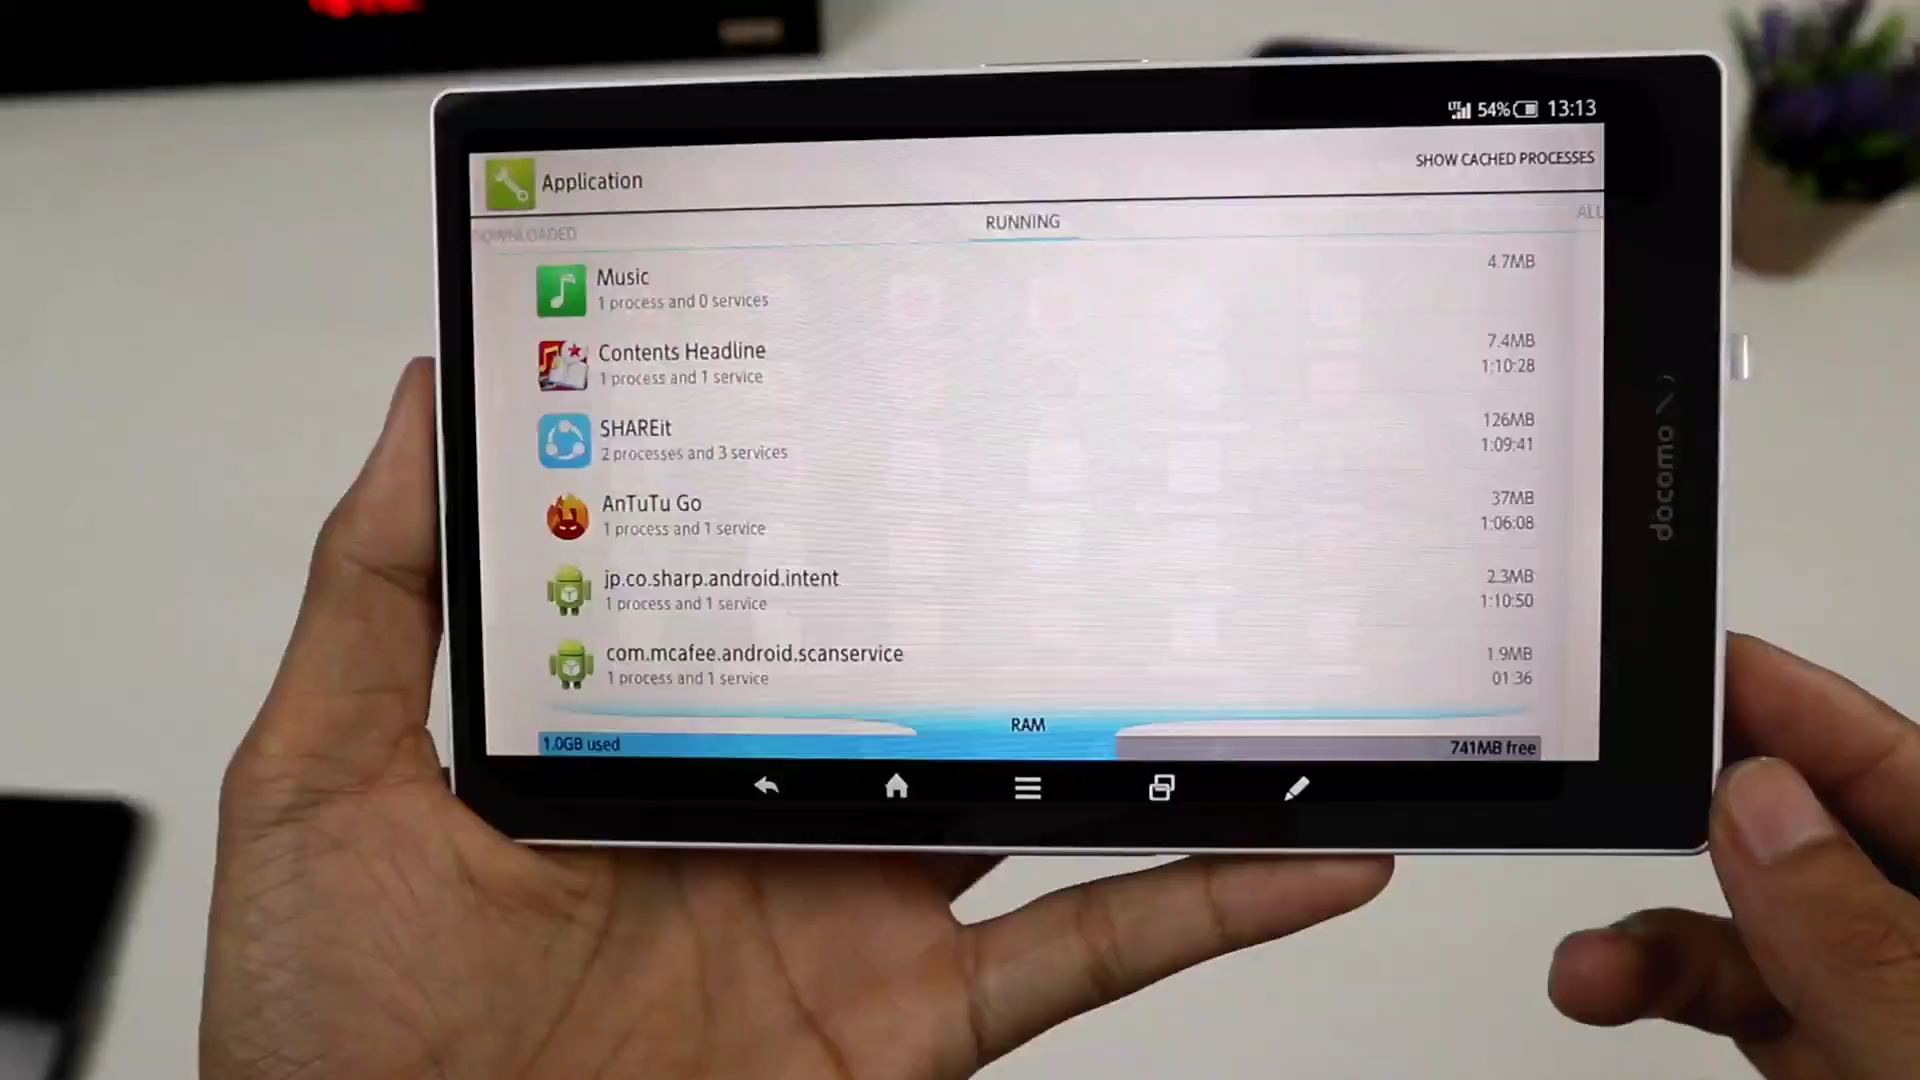 LTE 54% 13:13
Application
SHOW CACHED PROCESSES
DOWNLOADED
RUNNING
ALL
Music
1 process and 0 services
4.7MB
Contents Headline
1 process and 1 service
7.4MB
1:10:28
SHAREit
2 processes and 3 services
126MB
1:09:41
AnTuTu Go
1 process and 1 service
37MB
1:06:08
jp.co.sharp.android.intent
1 process and 1 service
2.3MB
1:10:50
com.mcafee.android.scanservice
1 process and 1 service
1.9MB
01:36
RAM
1.0GB used
741MB free
docomo